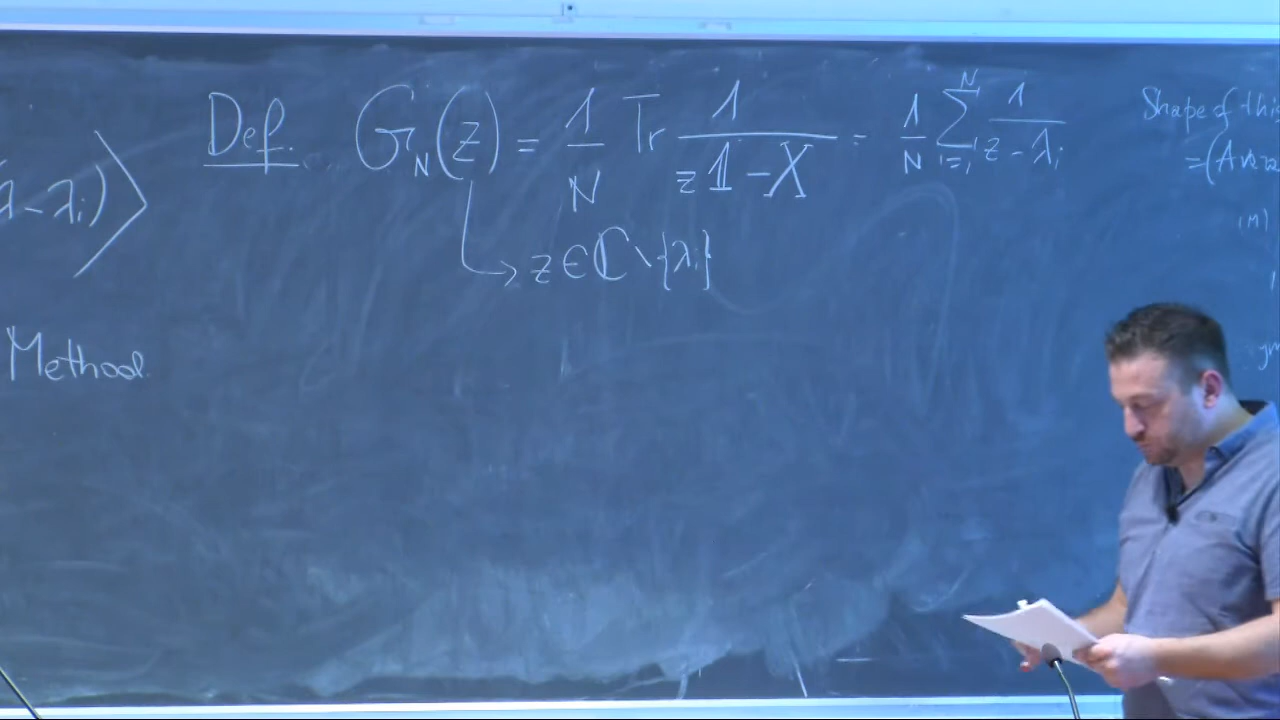 λ - λi) ⟩
Method
Def. G_N(z) = 1/N Tr 1/(z𝟙 - X) = 1/N ∑_{i=1}^{N} 1/(z - λi)
→ z ∈ ℂ \ {λi}
Shape of this
= (Avera
(M)